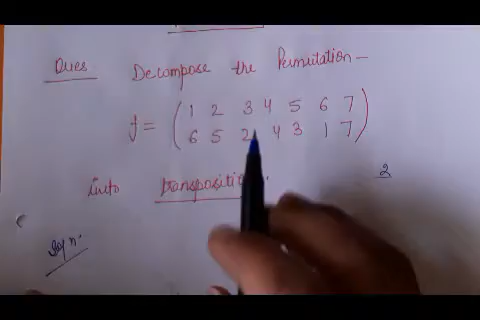 Ques Decompose the Permutation —
f = ( 1 2 3 4 5 6 7
6 5 2 4 3 1 7 )
into transposition.
2
Solⁿ.